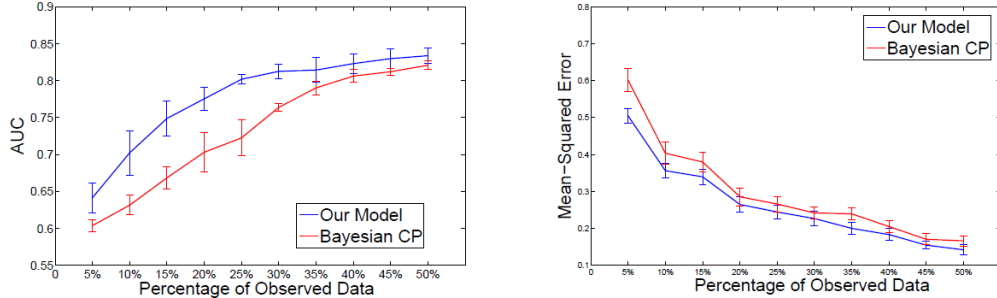 0.9
0.85
0.8
0.75
0.7
0.65
0.6
0.55
AUC
0 5% 10% 15% 20% 25% 30% 35% 40% 45% 50%
Percentage of Observed Data
Our Model
Bayesian CP
0.8
0.7
0.6
0.5
0.4
0.3
0.2
0.1
Mean-Squared Error
0 5% 10% 15% 20% 25% 30% 35% 40% 45% 50%
Percentage of Observed Data
Our Model
Bayesian CP